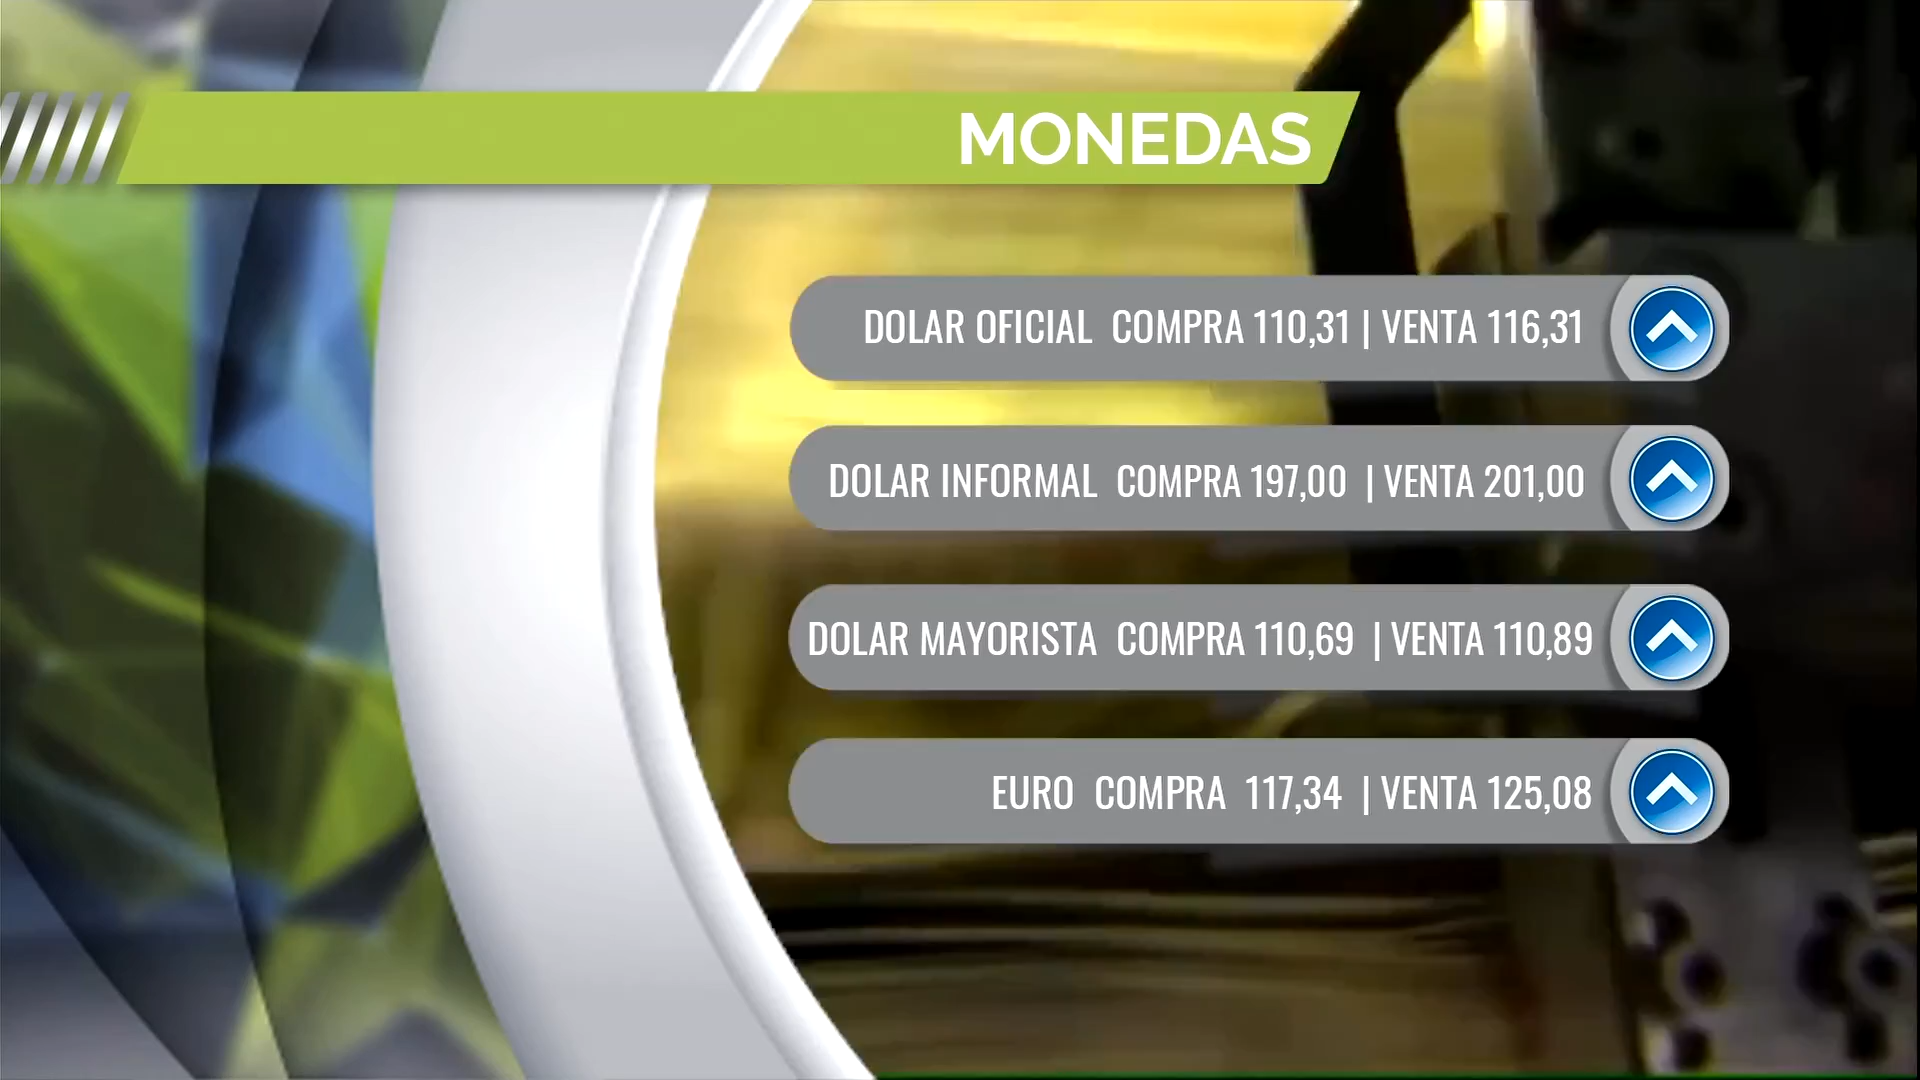 MONEDAS
DOLAR OFICIAL COMPRA 110,31 | VENTA 116,31
DOLAR INFORMAL COMPRA 197,00 | VENTA 201,00
DOLAR MAYORISTA COMPRA 110,69 | VENTA 110,89
EURO COMPRA 117,34 | VENTA 125,08